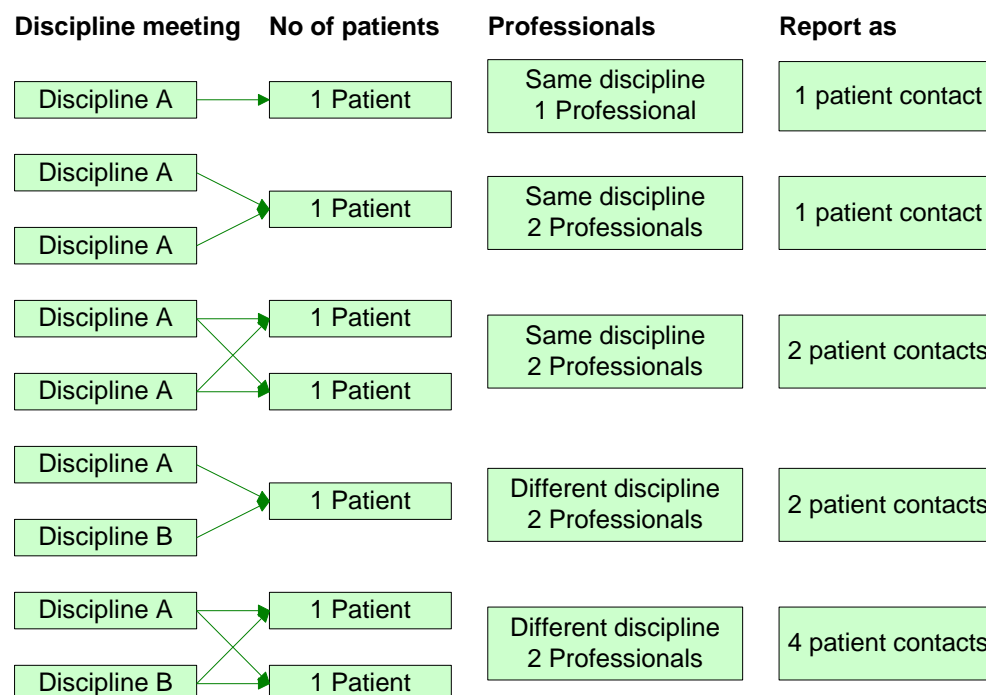 Discipline meeting No of patients Professionals Report as
Discipline A 1 Patient Same discipline 1 patient contact
1 Professional
Discipline A
1 Patient Same discipline 1 patient contact
2 Professionals
Discipline A
Discipline A 1 Patient
Same discipline 2 patient contacts
2 Professionals
Discipline A 1 Patient
Discipline A
1 Patient Different discipline 2 patient contacts
2 Professionals
Discipline B
Discipline A 1 Patient
Different discipline 4 patient contacts
2 Professionals
Discipline B 1 Patient